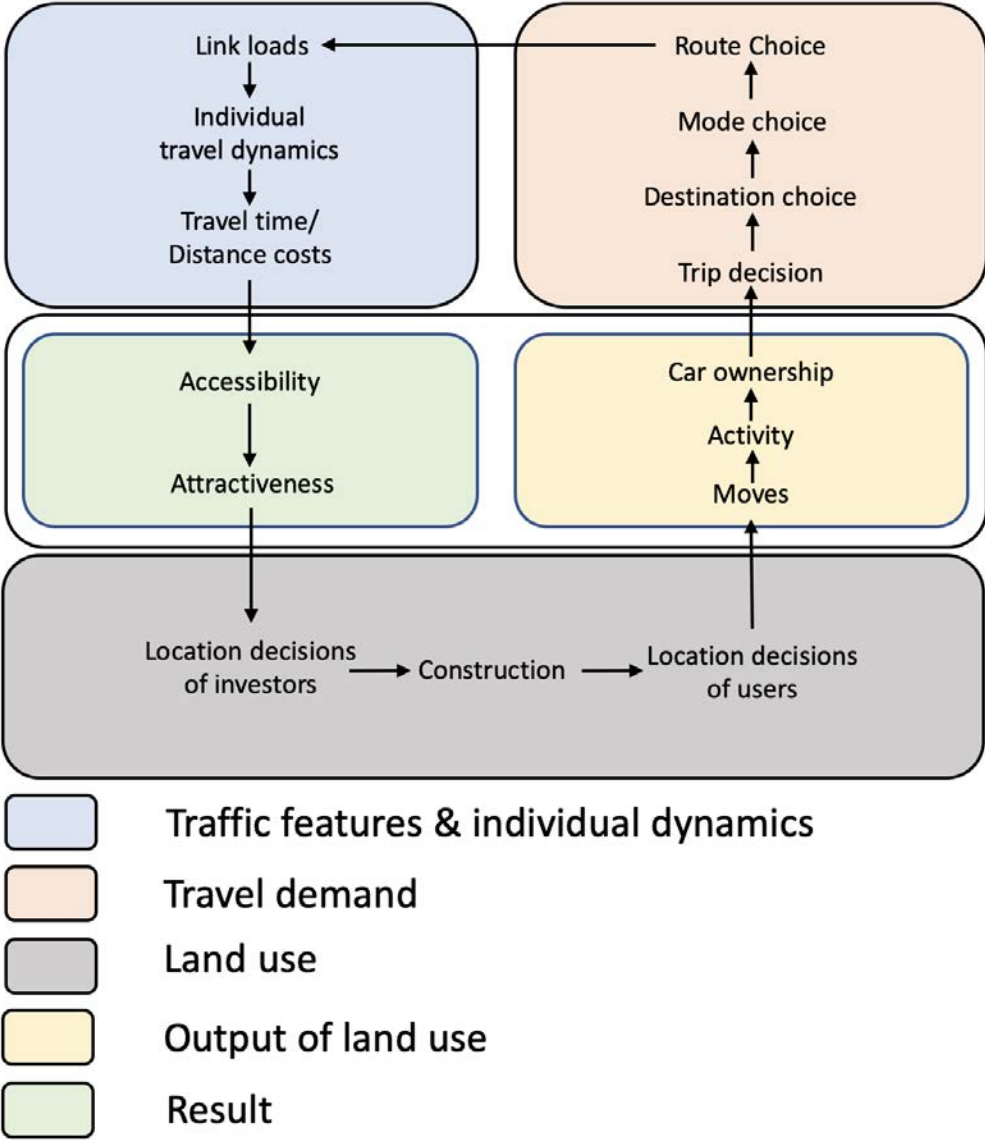 Link loads
Individual
travel dynamics
Travel time/
Distance costs
Route Choice
Mode choice
Destination choice
Trip decision
Accessibility
Attractiveness
Car ownership
Activity
Moves
Location decisions
of investors
Construction
Location decisions
of users
Traffic features & individual dynamics
Travel demand
Land use
Output of land use
Result